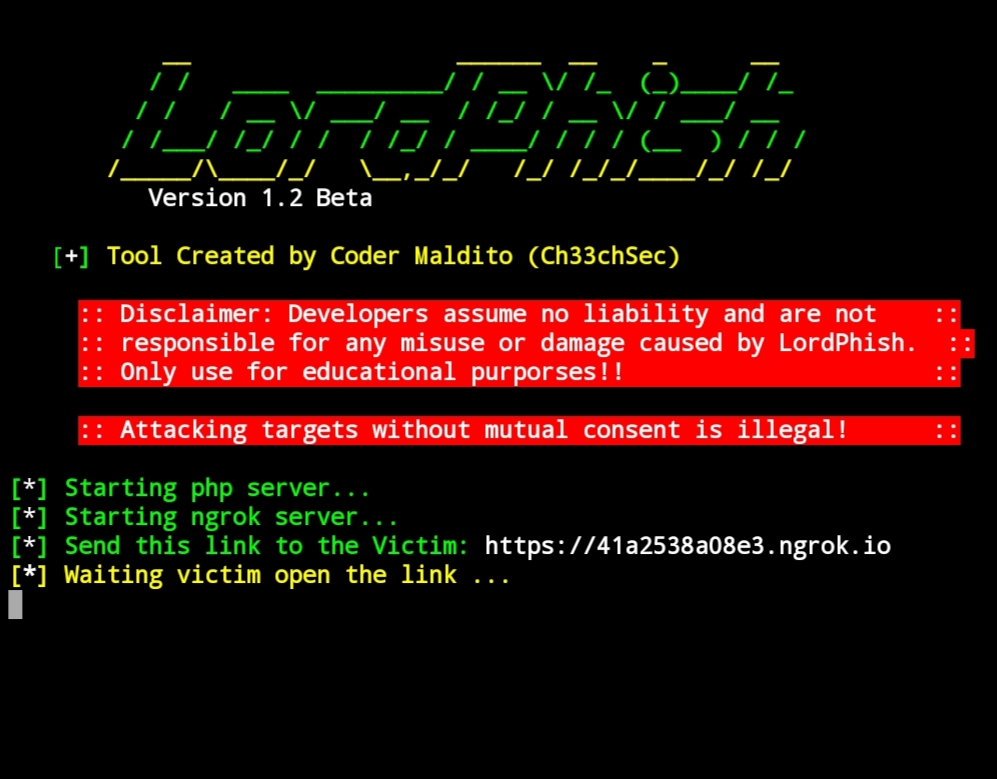 LordPhish
Version 1.2 Beta
[+] Tool Created by Coder Maldito (Ch33chSec)
:: Disclaimer: Developers assume no liability and are not ::
:: responsible for any misuse or damage caused by LordPhish. ::
:: Only use for educational purporses!! ::
:: Attacking targets without mutual consent is illegal! ::
[*] Starting php server...
[*] Starting ngrok server...
[*] Send this link to the Victim: https://41a2538a08e3.ngrok.io
[*] Waiting victim open the link ...